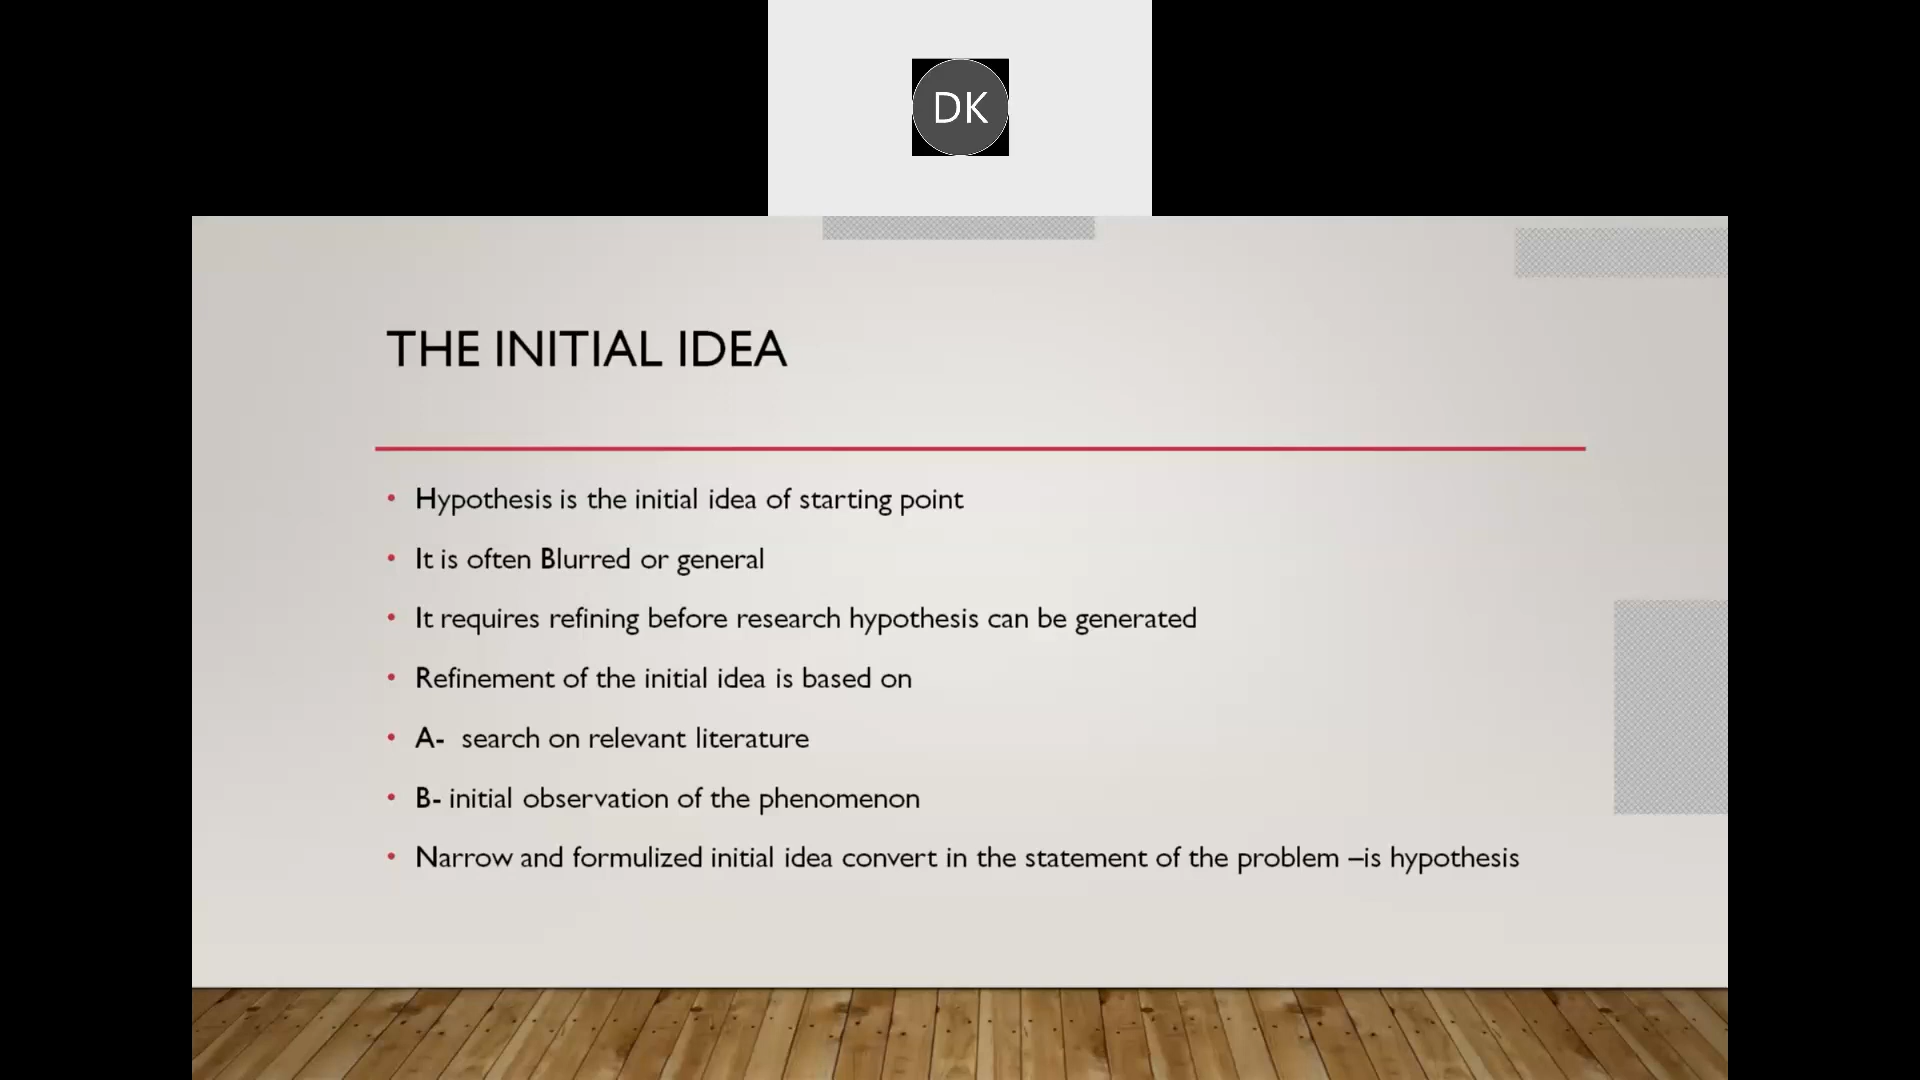 DK
THE INITIAL IDEA
• Hypothesis is the initial idea of starting point
• It is often Blurred or general
• It requires refining before research hypothesis can be generated
• Refinement of the initial idea is based on
• A-  search on relevant literature
• B- initial observation of the phenomenon
• Narrow and formulized initial idea convert in the statement of the problem –is hypothesis